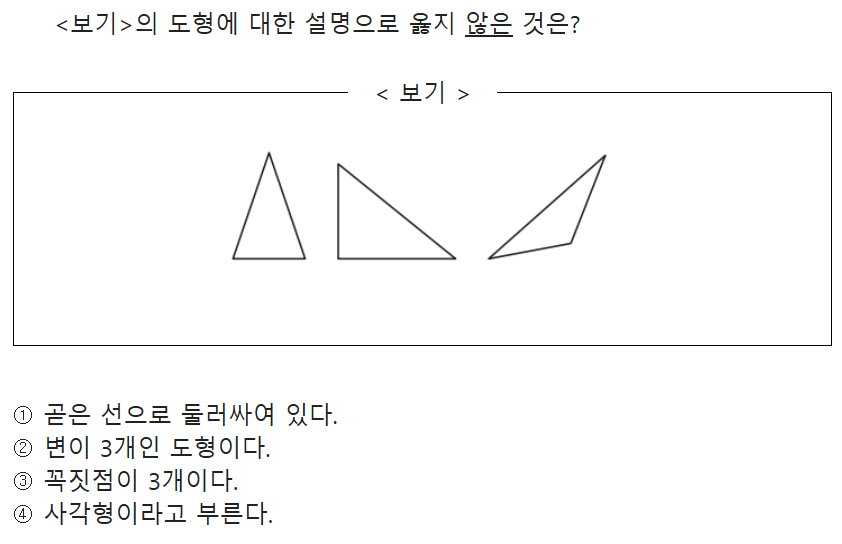 <보기>의 도형에 대한 설명으로 옳지 않은 것은?
< 보기 >
① 곧은 선으로 둘러싸여 있다.
② 변이 3개인 도형이다.
③ 꼭짓점이 3개이다.
④ 사각형이라고 부른다.